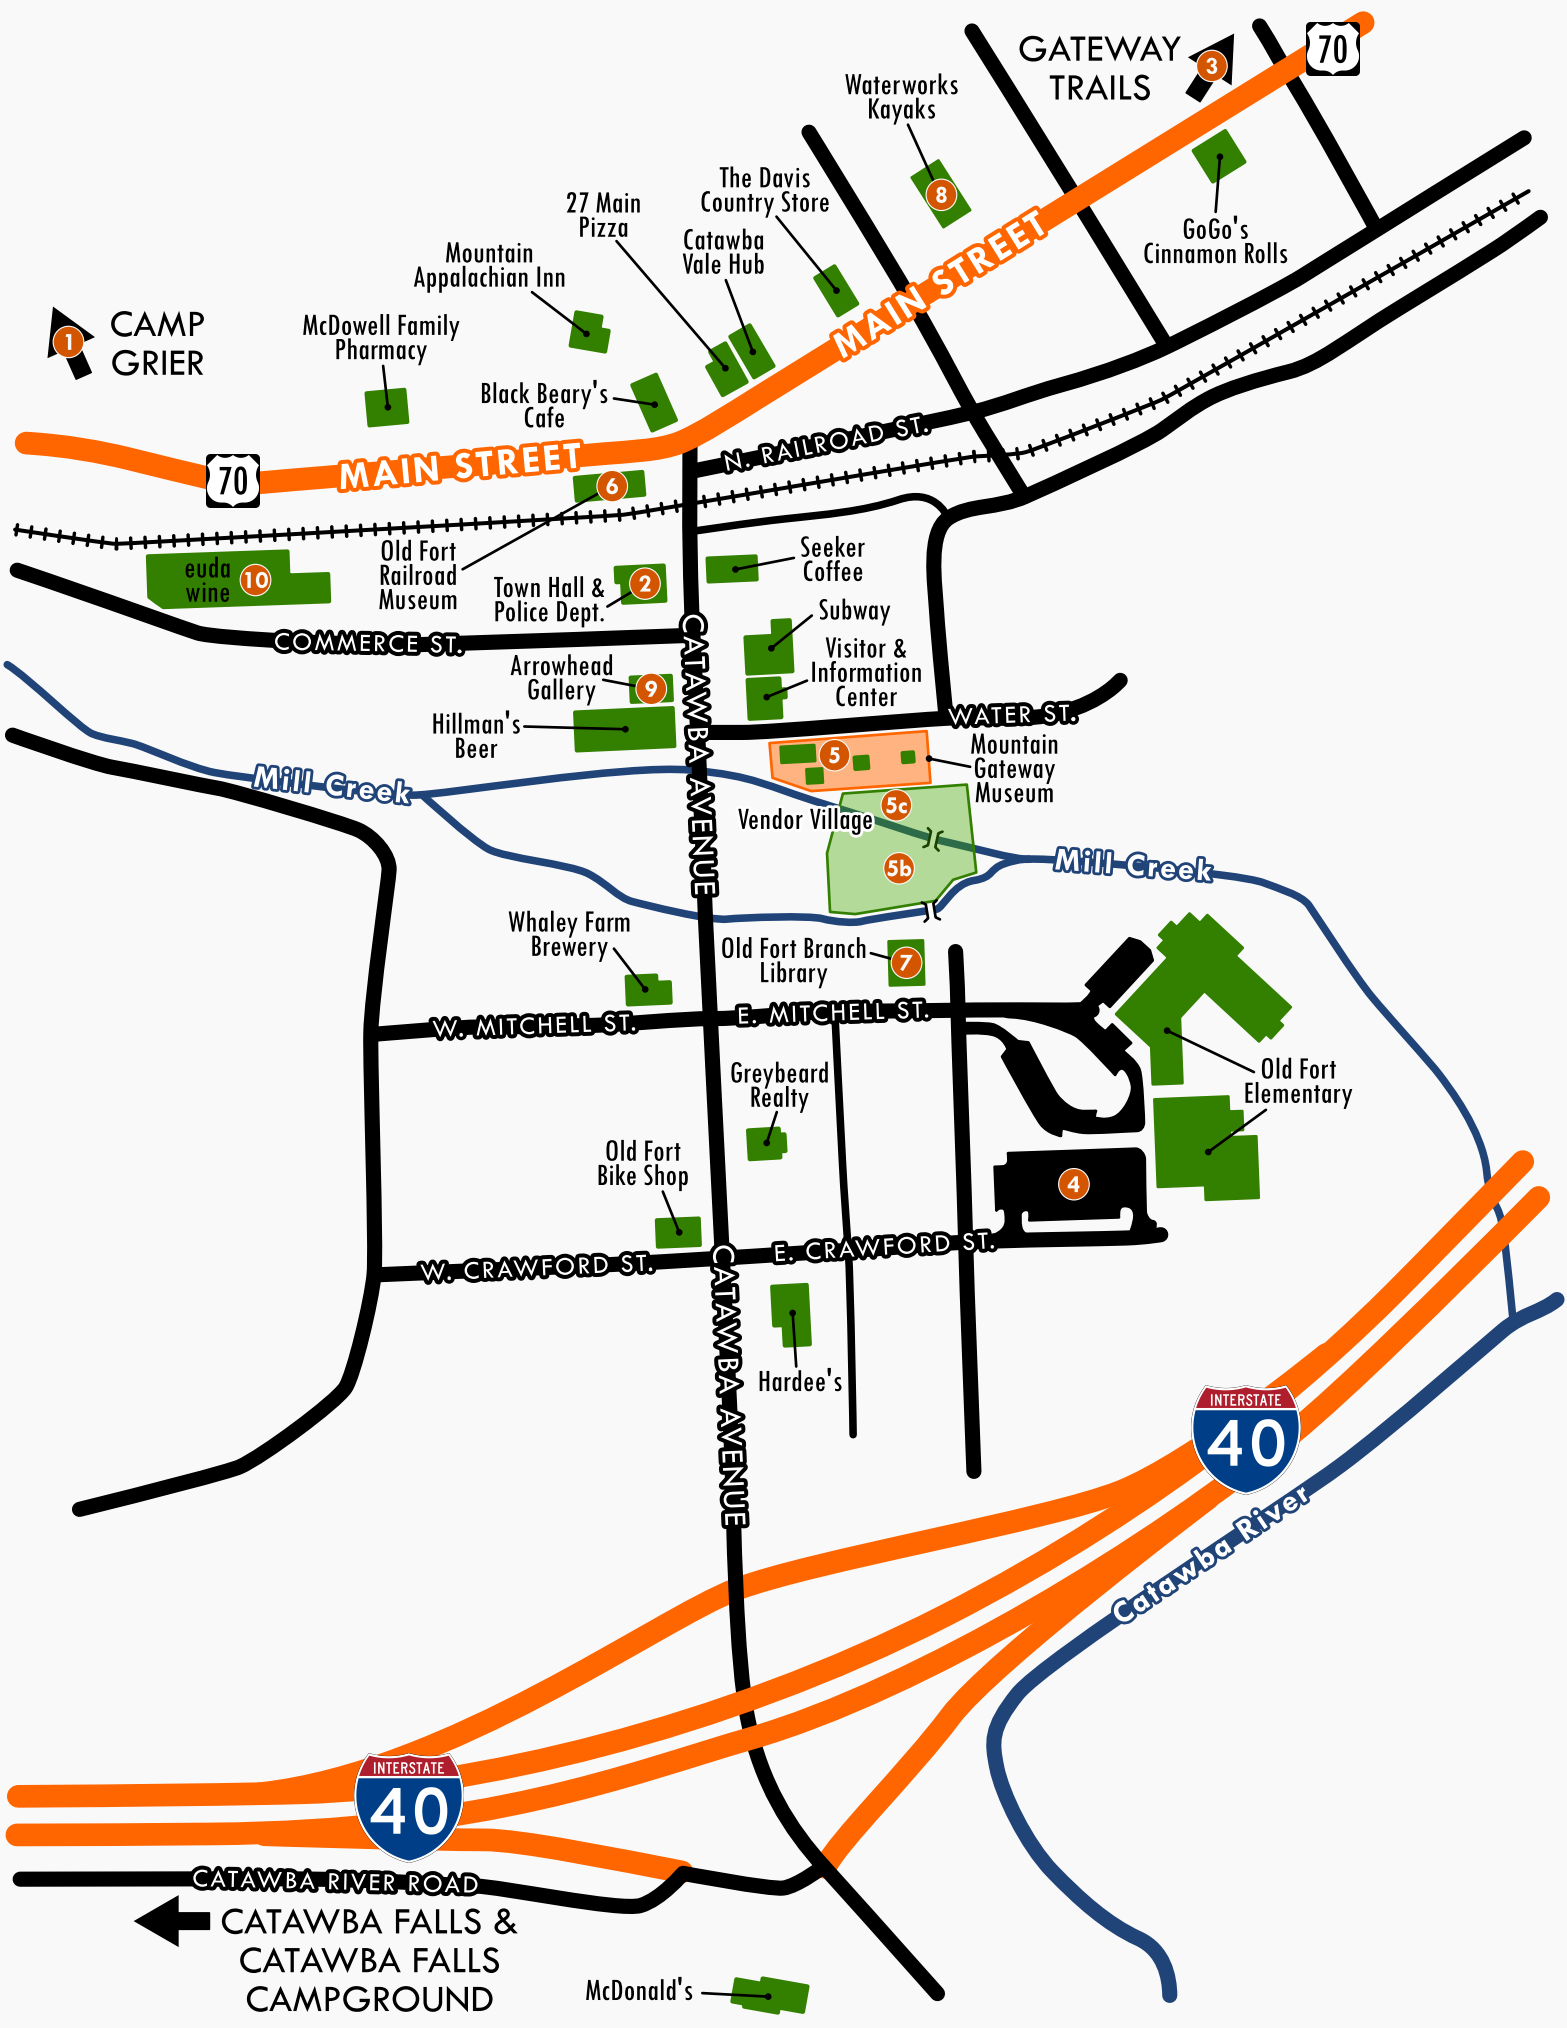 GATEWAY
TRAILS
3
70
Waterworks
Kayaks
8
The Davis
Country Store
27 Main
Pizza
Catawba
Vale Hub
GoGo's
Cinnamon Rolls
Mountain
Appalachian Inn
1
CAMP
GRIER
McDowell Family
Pharmacy
Black Beary's
Cafe
MAIN STREET
MAIN STREET
70
N. RAILROAD ST.
6
Old Fort
Railroad
Museum
euda
wine
10
Town Hall &
Police Dept.
2
Seeker
Coffee
Subway
COMMERCE ST.
CATAWBA AVENUE
Arrowhead
Gallery
9
Visitor &
Information
Center
Hillman's
Beer
WATER ST.
5
Mountain
Gateway
Museum
Mill Creek
5c
Vendor Village
5b
Mill Creek
Whaley Farm
Brewery
Old Fort Branch
Library
7
W. MITCHELL ST.
E. MITCHELL ST.
Greybeard
Realty
Old Fort
Elementary
Old Fort
Bike Shop
4
W. CRAWFORD ST.
E. CRAWFORD ST.
CATAWBA AVENUE
Hardee's
INTERSTATE
40
Catawba River
INTERSTATE
40
CATAWBA RIVER ROAD
CATAWBA FALLS &
CATAWBA FALLS
CAMPGROUND
McDonald's